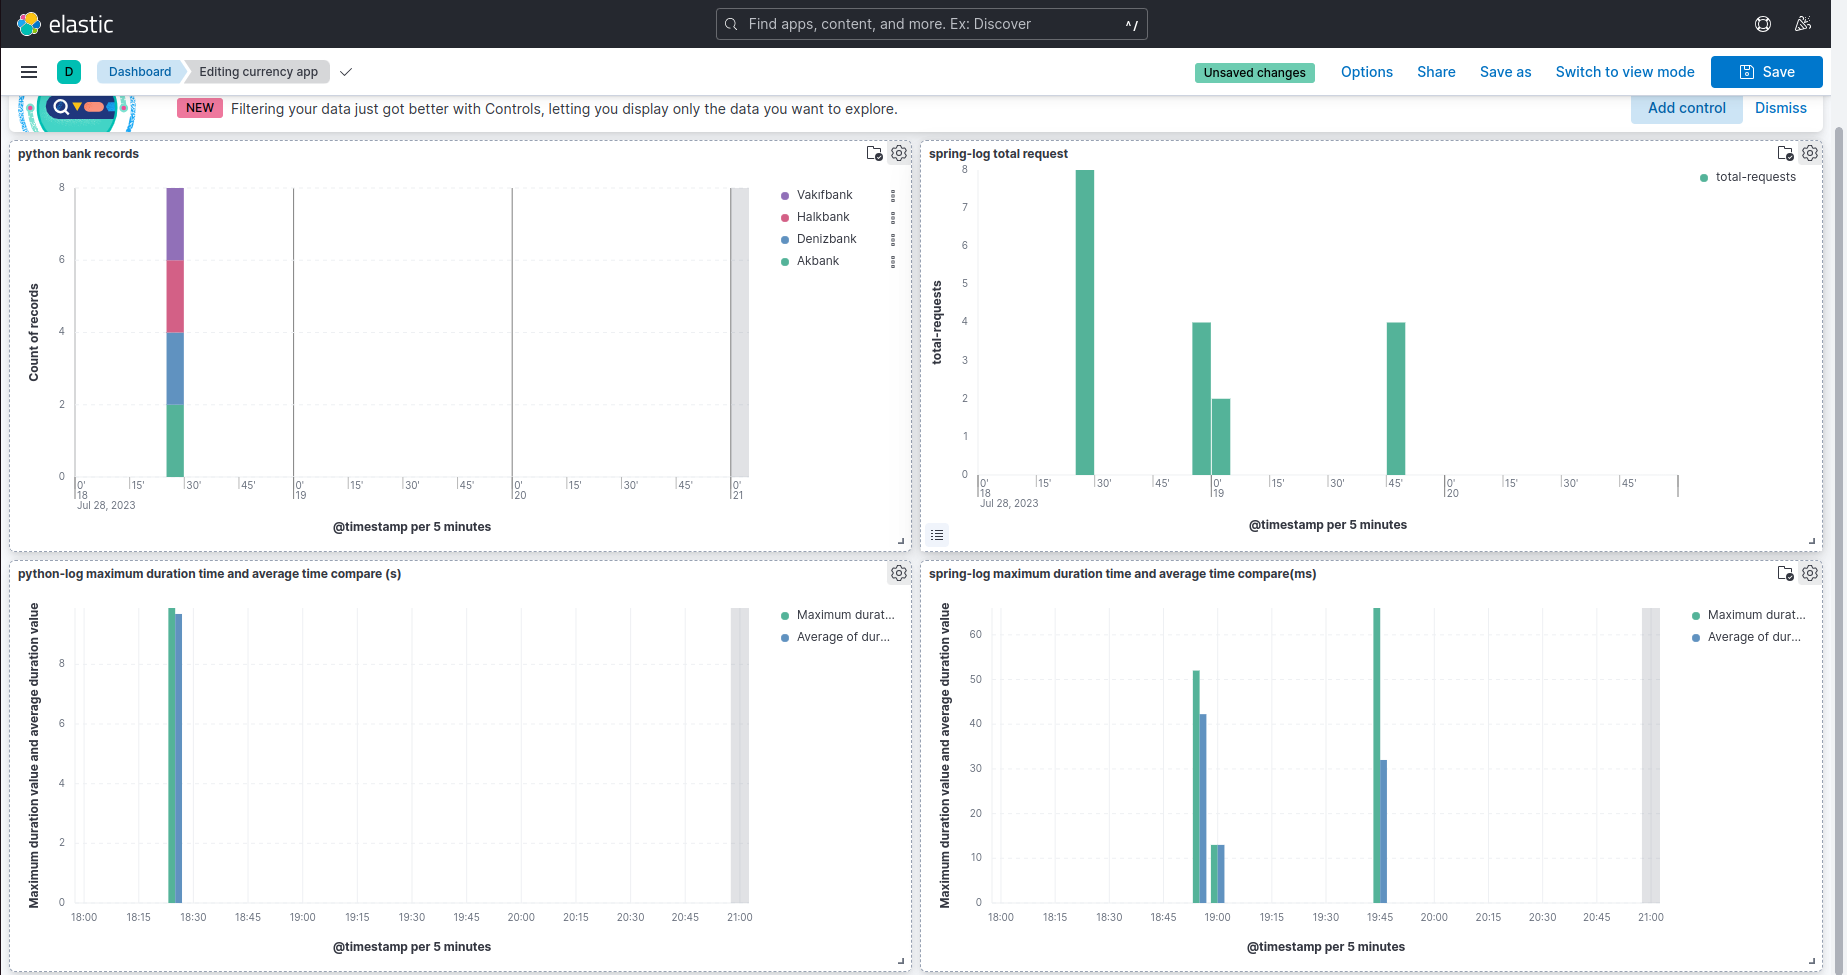 elastic
Find apps, content, and more. Ex: Discover
^/
D
Dashboard
Editing currency app
Unsaved changes
Options
Share
Save as
Switch to view mode
Save
NEW
Filtering your data just got better with Controls, letting you display only the data you want to explore.
Add control
Dismiss
python bank records
8
6
4
2
0
Count of records
0' 15' 30' 45' 0' 15' 30' 45' 0' 15' 30' 45' 0'
18 19 20 21
Jul 28, 2023
@timestamp per 5 minutes
Vakıfbank
Halkbank
Denizbank
Akbank
spring-log total request
8
7
6
5
4
3
2
1
0
total-requests
0' 15' 30' 45' 0' 15' 30' 45' 0' 15' 30' 45'
18 19 20
Jul 28, 2023
@timestamp per 5 minutes
total-requests
python-log maximum duration time and average time compare (s)
Maximum duration value and average duration value
8
6
4
2
0
18:00 18:15 18:30 18:45 19:00 19:15 19:30 19:45 20:00 20:15 20:30 20:45 21:00
@timestamp per 5 minutes
Maximum durat...
Average of dur...
spring-log maximum duration time and average time compare(ms)
Maximum duration value and average duration value
60
50
40
30
20
10
0
18:00 18:15 18:30 18:45 19:00 19:15 19:30 19:45 20:00 20:15 20:30 20:45 21:00
@timestamp per 5 minutes
Maximum durat...
Average of dur...